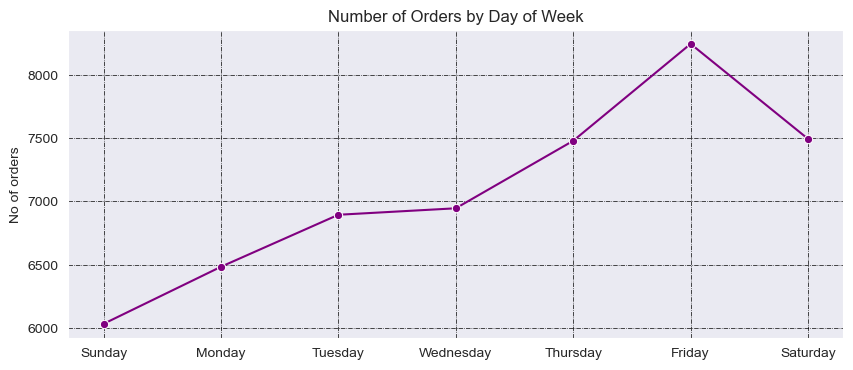 Number of Orders by Day of Week
No of orders
8000
7500
7000
6500
6000
Sunday Monday Tuesday Wednesday Thursday Friday Saturday